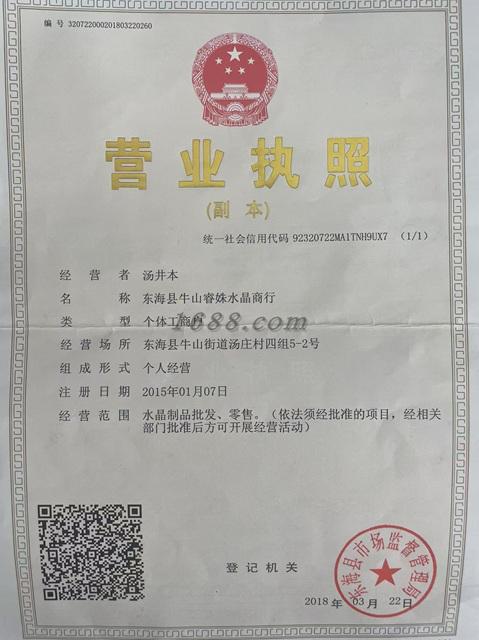 编 号 320722000201803220260
营业执照
(副 本)
统一社会信用代码 92320722MA1TNH9UX7 (1/1)
经 营 者 汤井本
名 称 东海县牛山睿姝水晶商行
类 型 个体工商户
1688.com
经 营 场 所 东海县牛山街道汤庄村四组5-2号
组 成 形 式 个人经营
注 册 日 期 2015年01月07日
经 营 范 围 水晶制品批发、零售。（依法须经批准的项目，经相关
部门批准后方可开展经营活动）
登 记 机 关
东海县市场监督管理局
2018 年 03 月 22 日